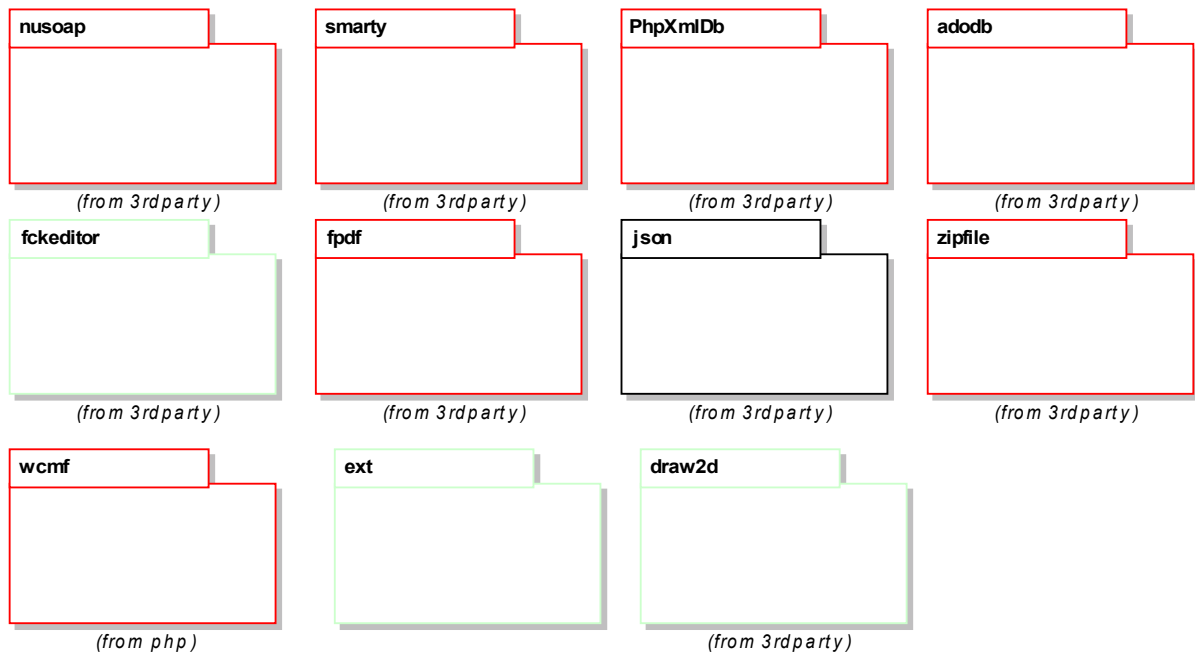 nusoap smarty PhpXmlDb adodb
(from 3rdparty) (from 3rdparty) (from 3rdparty) (from 3rdparty)
fckeditor fpdf json zipfile
(from 3rdparty) (from 3rdparty) (from 3rdparty) (from 3rdparty)
wcmf ext draw2d
(from php) (from 3rdparty)